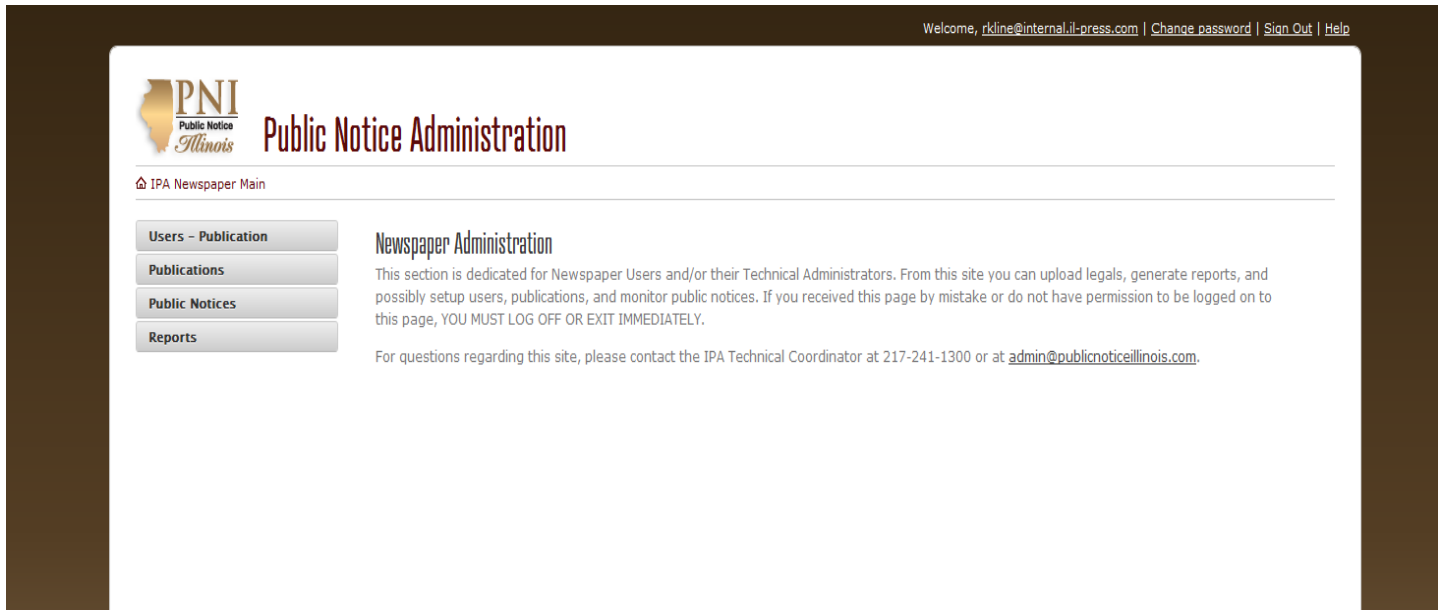 Welcome, rkline@internal.il-press.com | Change password | Sign Out | Help
PNI
Public Notice
Illinois
Public Notice Administration
IPA Newspaper Main
Users – Publication
Publications
Public Notices
Reports
Newspaper Administration
This section is dedicated for Newspaper Users and/or their Technical Administrators. From this site you can upload legals, generate reports, and
possibly setup users, publications, and monitor public notices. If you received this page by mistake or do not have permission to be logged on to
this page, YOU MUST LOG OFF OR EXIT IMMEDIATELY.
For questions regarding this site, please contact the IPA Technical Coordinator at 217-241-1300 or at admin@publicnoticeillinois.com.